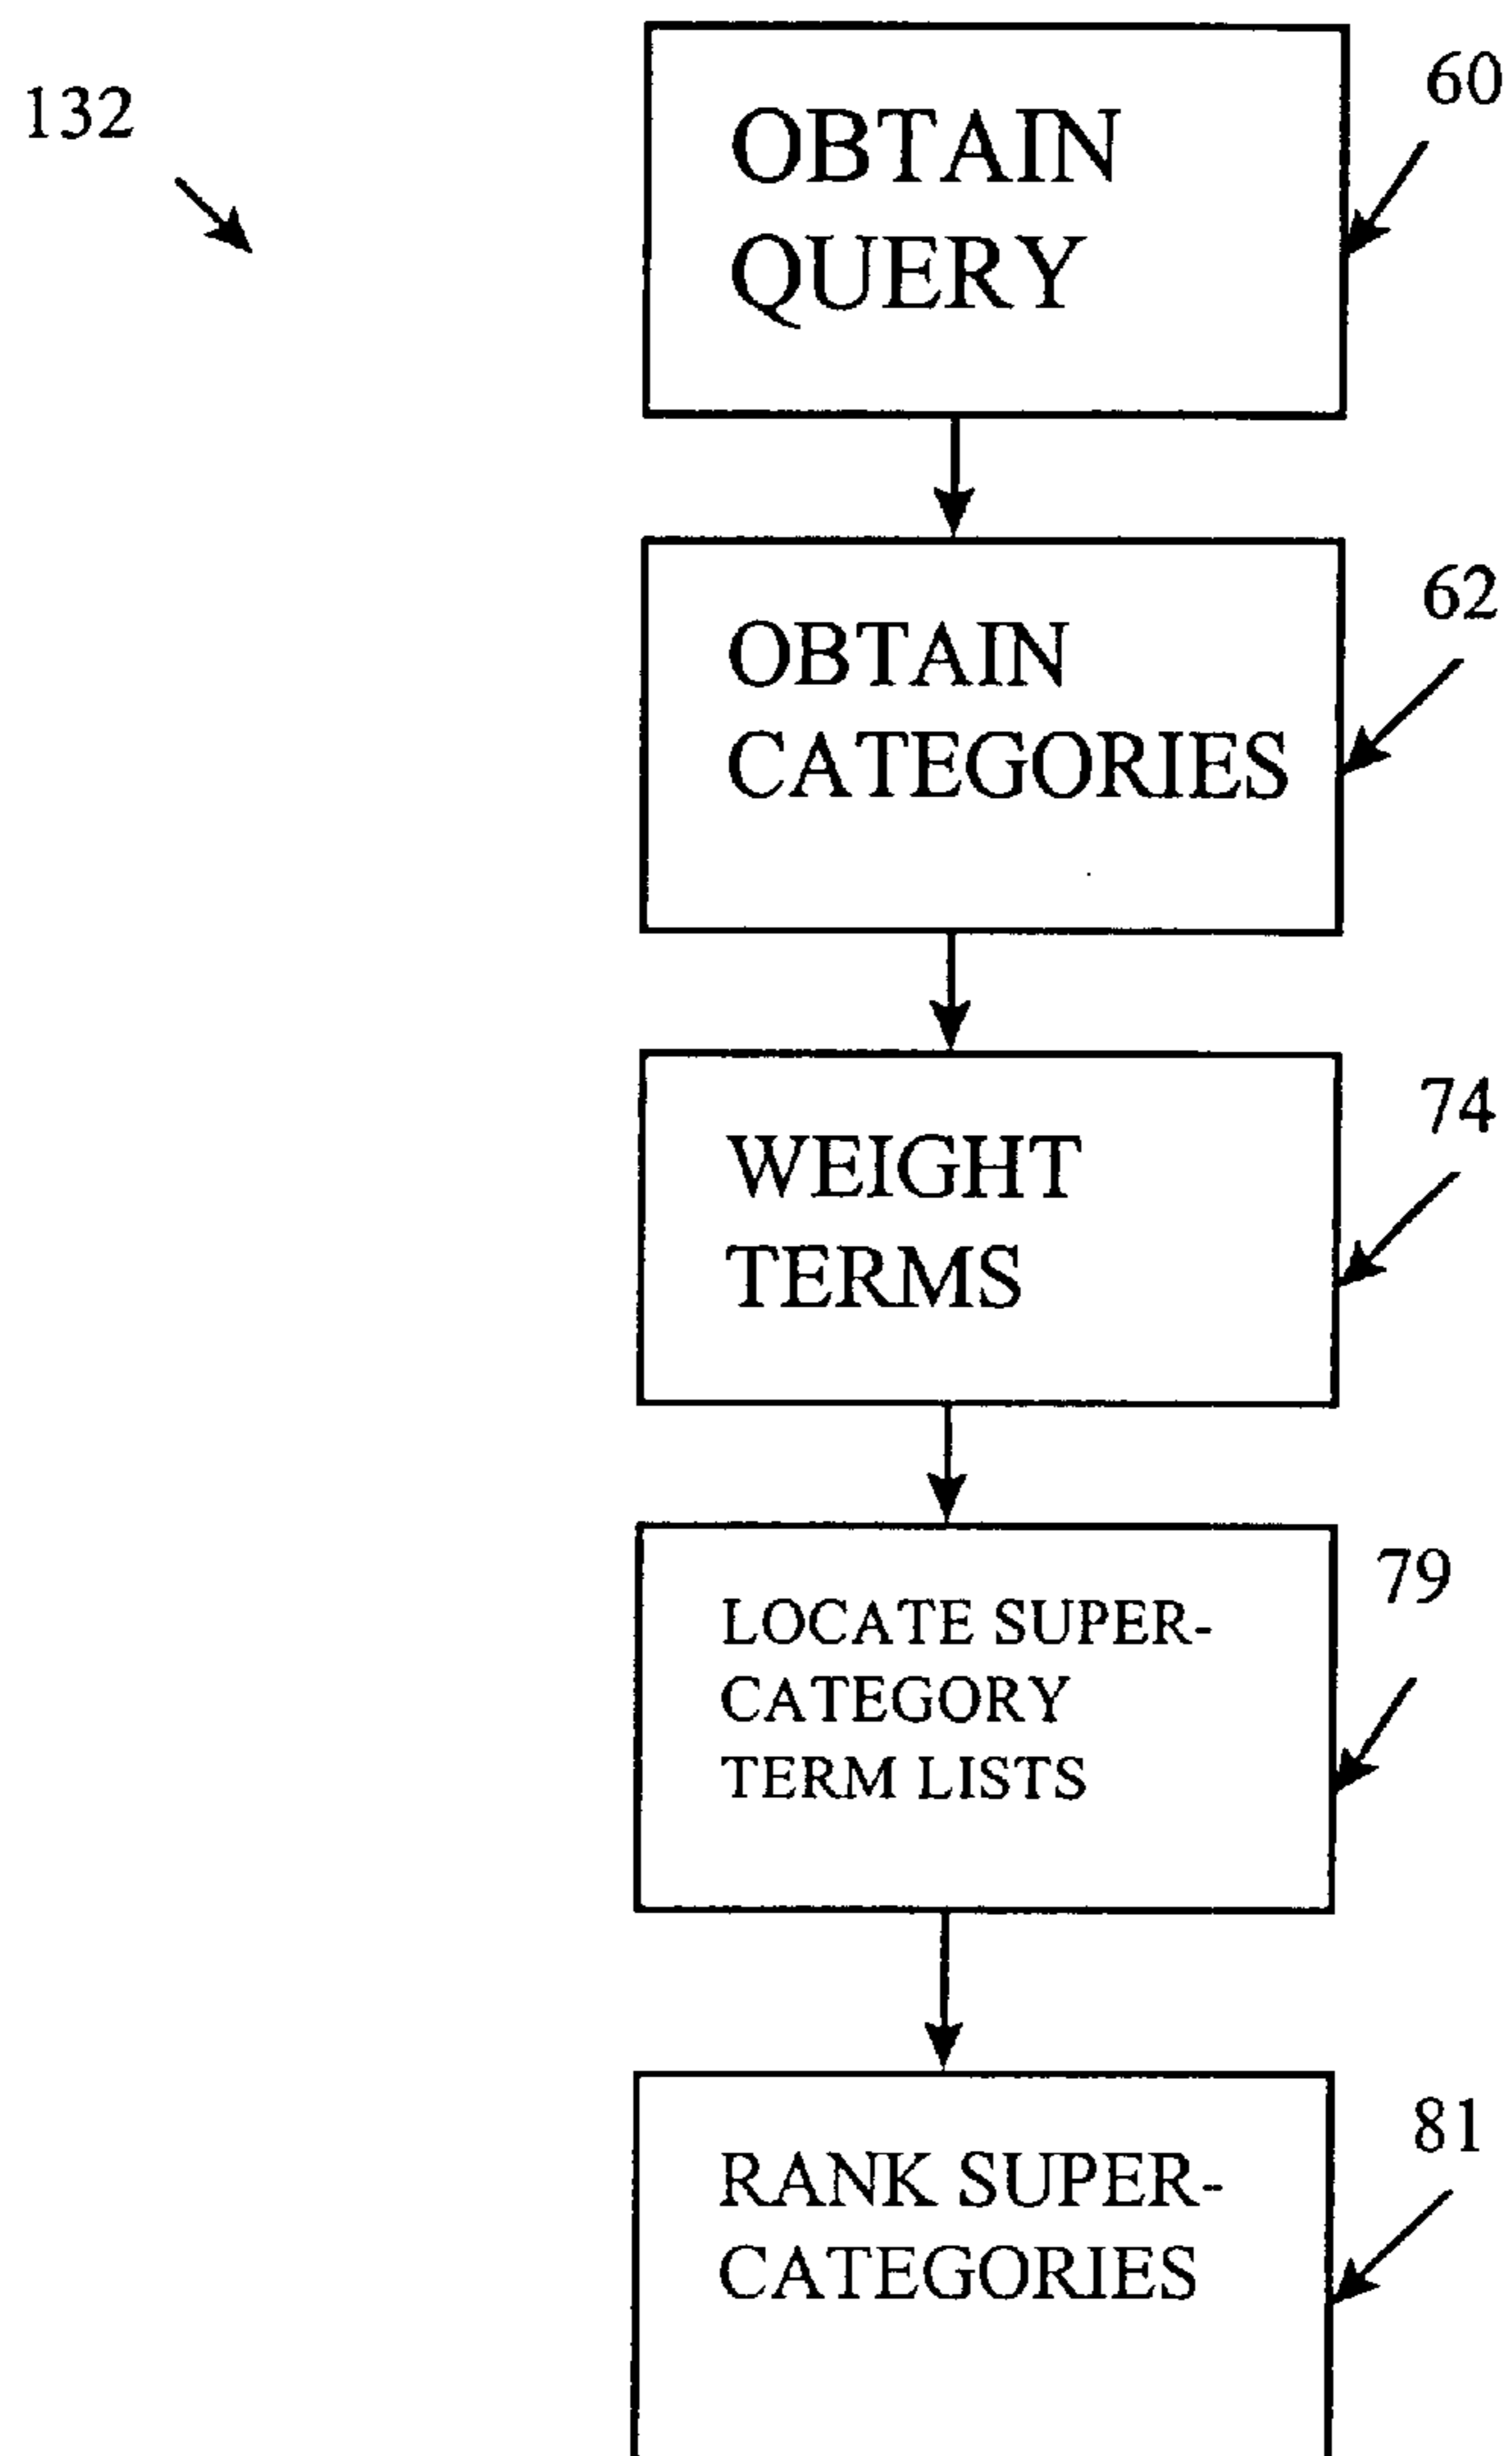 132
60
OBTAIN
QUERY
62
OBTAIN
CATEGORIES
74
WEIGHT
TERMS
79
LOCATE SUPER-
CATEGORY
TERM LISTS
81
RANK SUPER-
CATEGORIES